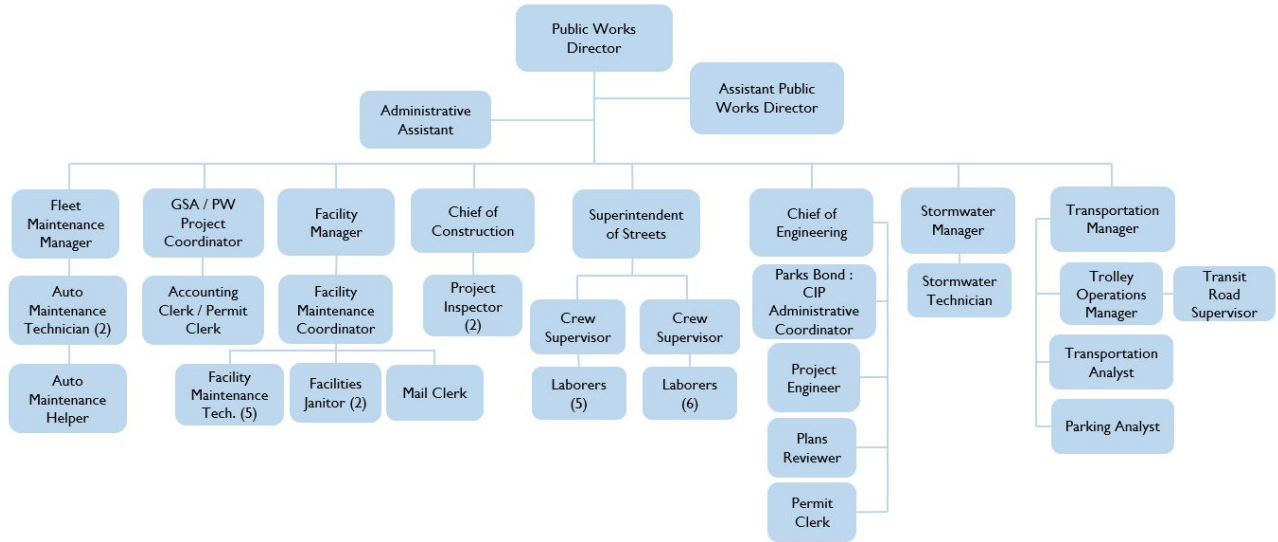 Public Works
Director
Assistant Public
Works Director
Administrative
Assistant
Fleet
Maintenance
Manager
GSA / PW
Project
Coordinator
Facility
Manager
Chief of
Construction
Superintendent
of Streets
Chief of
Engineering
Stormwater
Manager
Transportation
Manager
Auto
Maintenance
Technician (2)
Accounting
Clerk / Permit
Clerk
Facility
Maintenance
Coordinator
Project
Inspector
(2)
Crew
Supervisor
Crew
Supervisor
Parks Bond :
CIP
Administrative
Coordinator
Stormwater
Technician
Trolley
Operations
Manager
Transit
Road
Supervisor
Auto
Maintenance
Helper
Facility
Maintenance
Tech. (5)
Facilities
Janitor (2)
Mail Clerk
Laborers
(5)
Laborers
(6)
Project
Engineer
Transportation
Analyst
Plans
Reviewer
Parking Analyst
Permit
Clerk